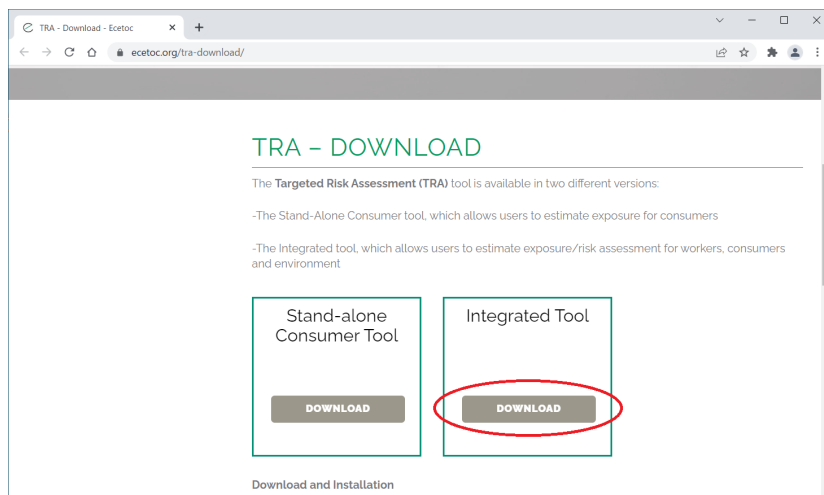 TRA - Download - Ecetoc
ecetoc.org/tra-download/
TRA – DOWNLOAD
The Targeted Risk Assessment (TRA) tool is available in two different versions:
-The Stand-Alone Consumer tool, which allows users to estimate exposure for consumers
-The Integrated tool, which allows users to estimate exposure/risk assessment for workers, consumers
and environment
Stand-alone
Consumer Tool
DOWNLOAD
Integrated Tool
DOWNLOAD
Download and Installation